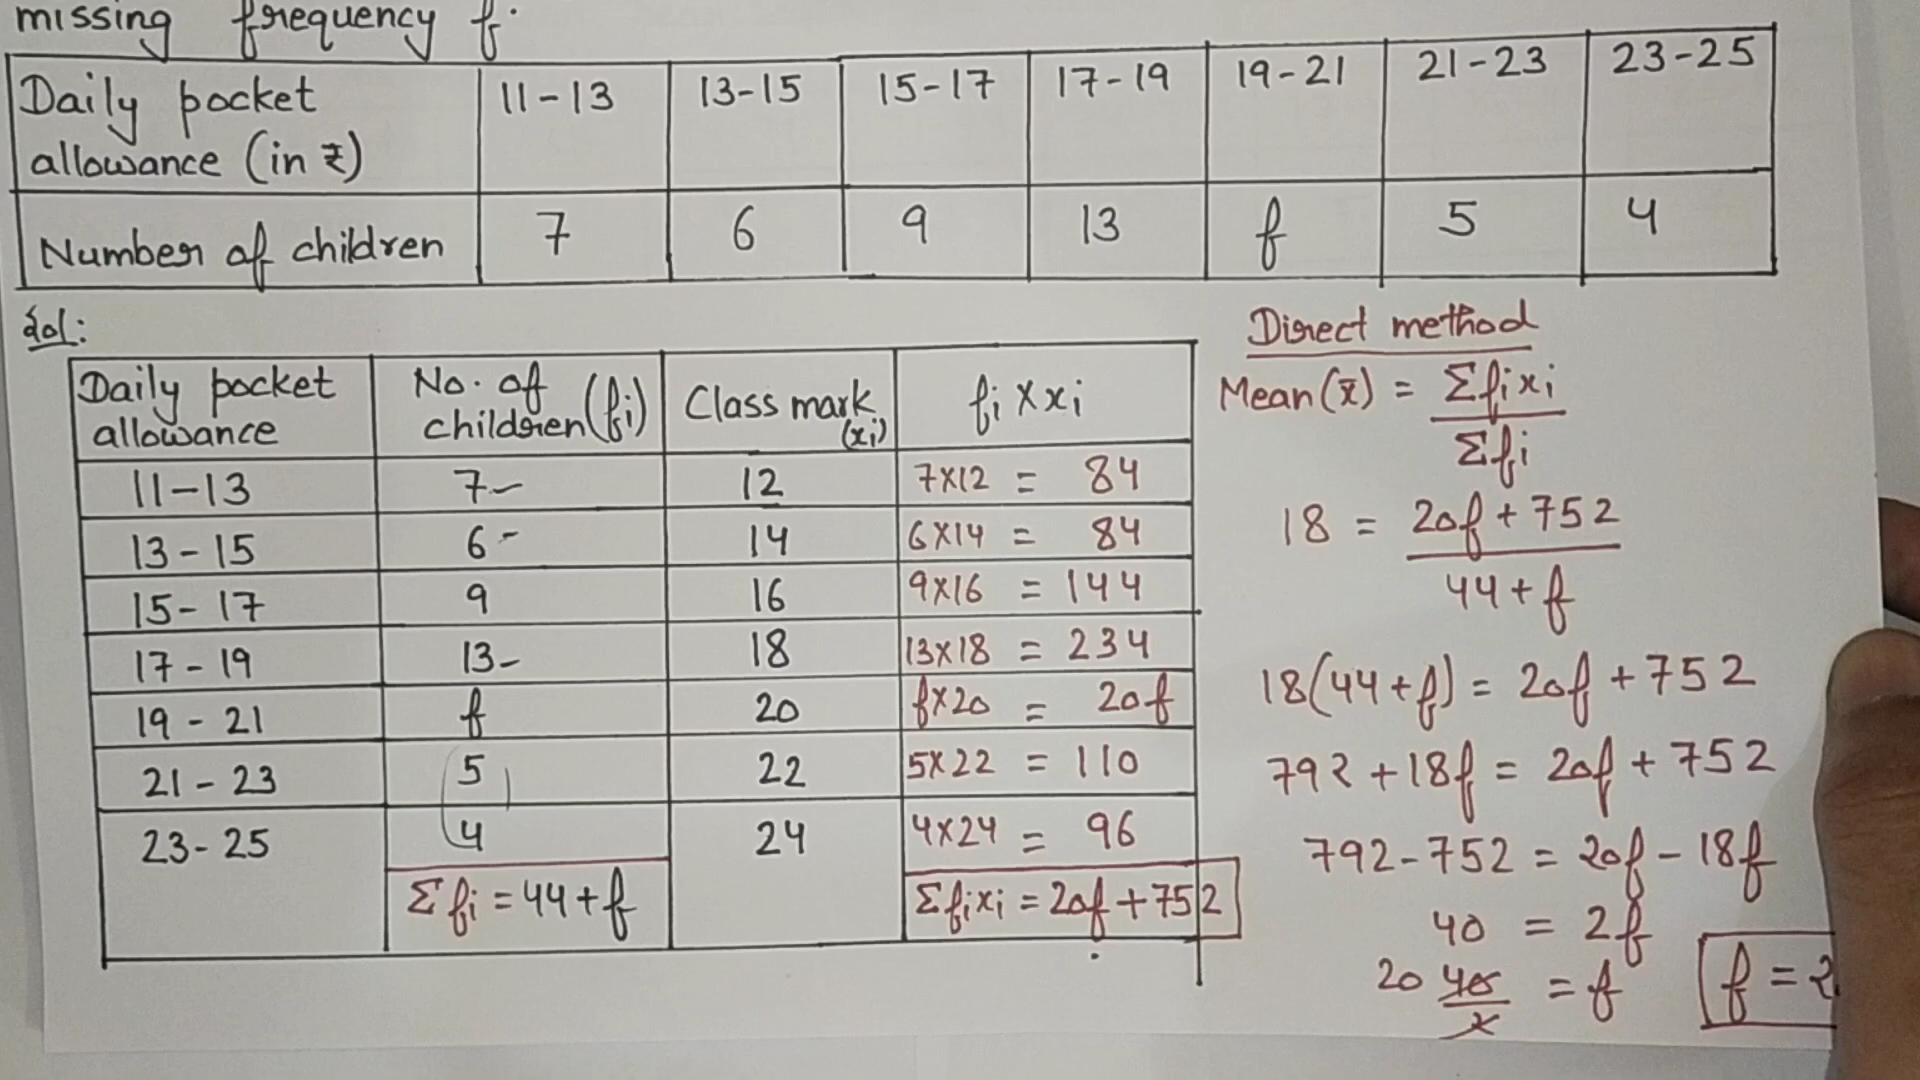 missing frequency f.
Daily pocket allowance (in ₹) 11-13 13-15 15-17 17-19 19-21 21-23 23-25
Number of children 7 6 9 13 f 5 4
Sol:
Daily pocket allowance No. of children (fi) Class mark (xi) fi × xi
11-13 7 12 7×12 = 84
13-15 6 14 6×14 = 84
15-17 9 16 9×16 = 144
17-19 13 18 13×18 = 234
19-21 f 20 f×20 = 20f
21-23 5 22 5×22 = 110
23-25 4 24 4×24 = 96
Σfi = 44+f Σfixi = 20f+752
Direct method
Mean (x̄) = Σfixi / Σfi
18 = 20f+752 / 44+f
18(44+f) = 20f+752
792+18f = 20f+752
792-752 = 20f-18f
40 = 2f
20 40/2 = f
f = 2